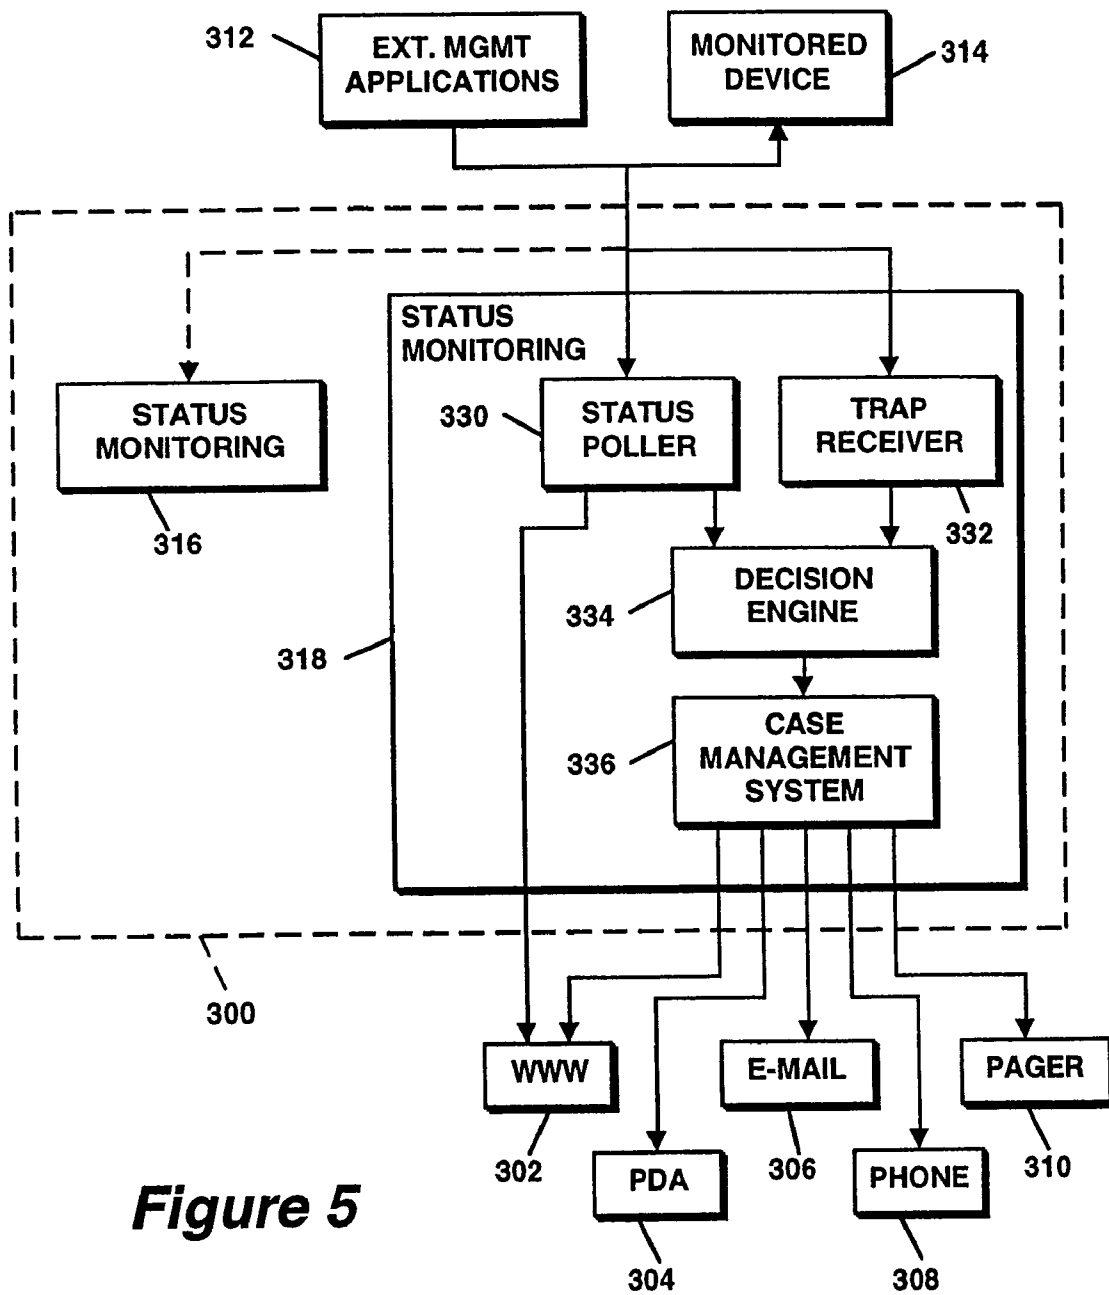 312
EXT. MGMT
APPLICATIONS
MONITORED
DEVICE
314
STATUS
MONITORING
STATUS
MONITORING
316
330
STATUS
POLLER
TRAP
RECEIVER
332
334
DECISION
ENGINE
318
336
CASE
MANAGEMENT
SYSTEM
300
WWW
302
PDA
304
E-MAIL
306
PHONE
308
PAGER
310
Figure 5